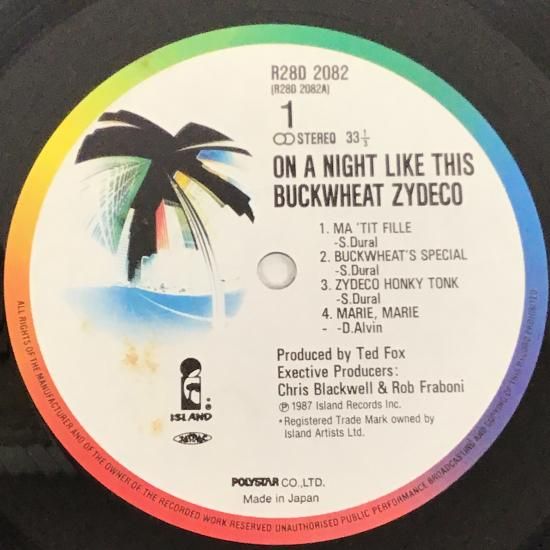 R28D 2082
(R28D 2082A)
1
STEREO 33 1/3
ON A NIGHT LIKE THIS
BUCKWHEAT ZYDECO
1. MA 'TIT FILLE
-S.Dural
2. BUCKWHEAT'S SPECIAL
-S.Dural
3. ZYDECO HONKY TONK
-S.Dural
4. MARIE, MARIE
- -D.Alvin
Produced by Ted Fox
Exective Producers:
Chris Blackwell & Rob Fraboni
℗ 1987 Island Records Inc.
• Registered Trade Mark owned by
Island Artists Ltd.
ISLAND
POLYSTAR CO.,LTD.
Made in Japan
ALL RIGHTS OF THE MANUFACTURER AND OF THE OWNER OF THE RECORDED WORK RESERVED UNAUTHORISED PUBLIC PERFORMANCE BROADCASTING AND COPYING OF THIS RECORD PROHIBITED